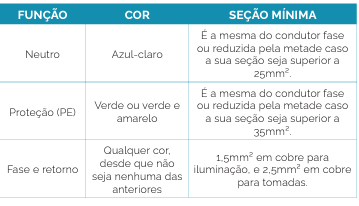 FUNÇÃO COR SEÇÃO MÍNIMA
Neutro
Azul-claro
É a mesma do condutor fase
ou reduzida pela metade caso
a sua seção seja superior a
25mm².
Proteção (PE)
Verde ou verde e
amarelo
É a mesma do condutor fase
ou reduzida pela metade caso
a sua seção seja superior a
35mm².
Fase e retorno
Qualquer cor,
desde que não
seja nenhuma das
anteriores
1,5mm² em cobre para
iluminação, e 2,5mm² em cobre
para tomadas.